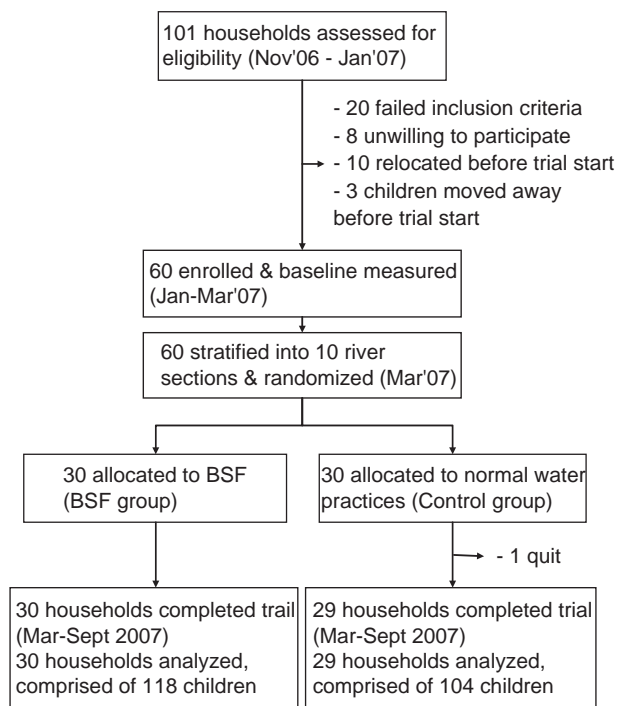 101 households assessed for
eligibility (Nov'06 - Jan'07)
- 20 failed inclusion criteria
- 8 unwilling to participate
- 10 relocated before trial start
- 3 children moved away
before trial start
60 enrolled & baseline measured
(Jan-Mar'07)
60 stratified into 10 river
sections & randomized (Mar'07)
30 allocated to BSF
(BSF group)
30 allocated to normal water
practices (Control group)
- 1 quit
30 households completed trail
(Mar-Sept 2007)
30 households analyzed,
comprised of 118 children
29 households completed trial
(Mar-Sept 2007)
29 households analyzed,
comprised of 104 children